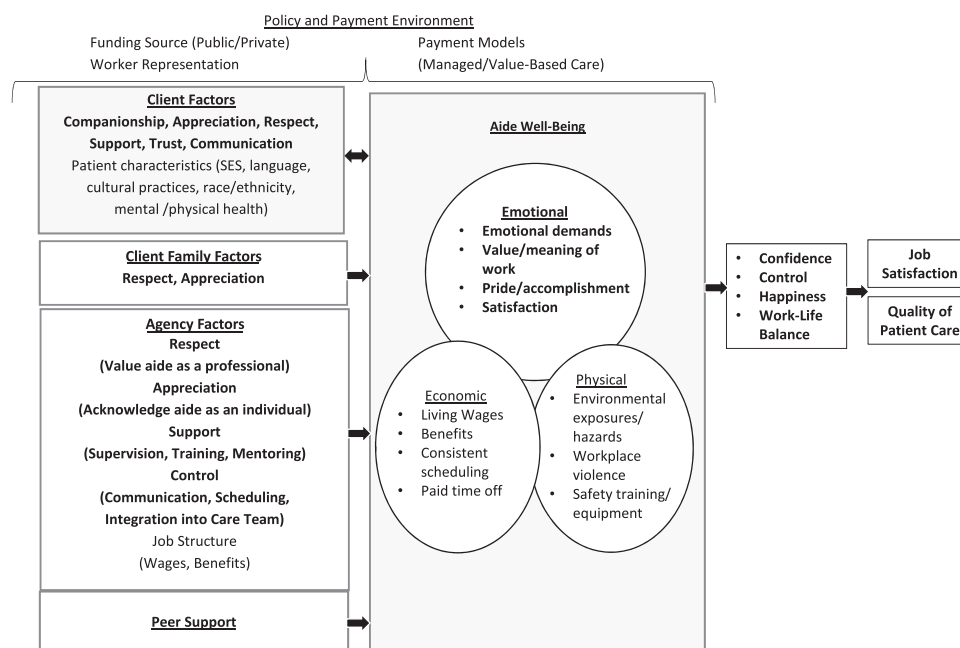 Policy and Payment Environment
Funding Source (Public/Private)
Worker Representation
Payment Models
(Managed/Value-Based Care)
Client Factors
Companionship, Appreciation, Respect,
Support, Trust, Communication
Patient characteristics (SES, language,
cultural practices, race/ethnicity,
mental /physical health)
Client Family Factors
Respect, Appreciation
Agency Factors
Respect
(Value aide as a professional)
Appreciation
(Acknowledge aide as an individual)
Support
(Supervision, Training, Mentoring)
Control
(Communication, Scheduling,
Integration into Care Team)
Job Structure
(Wages, Benefits)
Peer Support
Aide Well-Being
Emotional
• Emotional demands
• Value/meaning of
work
• Pride/accomplishment
• Satisfaction
Economic
• Living Wages
• Benefits
• Consistent
scheduling
• Paid time off
Physical
• Environmental
exposures/
hazards
• Workplace
violence
• Safety training/
equipment
• Confidence
• Control
• Happiness
• Work-Life
Balance
Job
Satisfaction
Quality of
Patient Care